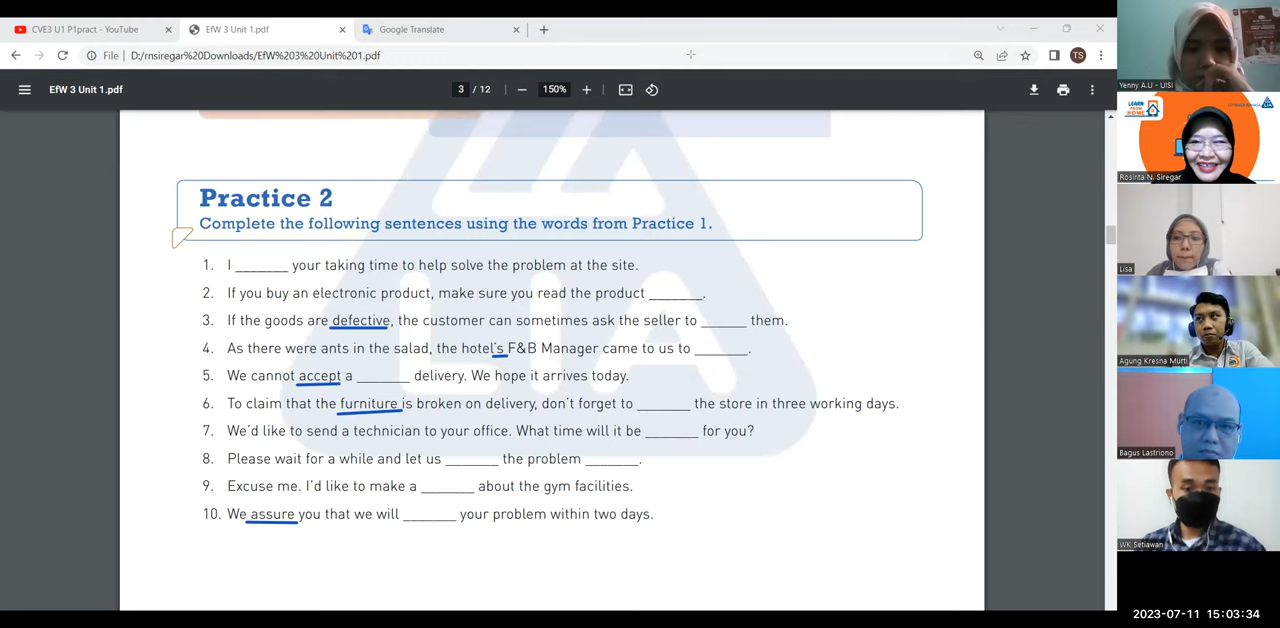 CVE3 U1 P1pract - YouTube
EfW 3 Unit 1.pdf
Google Translate
File
D:/rnsiregar%20Downloads/EfW%203%20Unit%201.pdf
TS
EfW 3 Unit 1.pdf
3 / 12
150%
Practice 2
Complete the following sentences using the words from Practice 1.
1. I _______ your taking time to help solve the problem at the site.
2. If you buy an electronic product, make sure you read the product _______.
3. If the goods are defective, the customer can sometimes ask the seller to ______ them.
4. As there were ants in the salad, the hotel's F&B Manager came to us to _______.
5. We cannot accept a _______ delivery. We hope it arrives today.
6. To claim that the furniture is broken on delivery, don't forget to _______ the store in three working days.
7. We'd like to send a technician to your office. What time will it be _______ for you?
8. Please wait for a while and let us _______ the problem _______.
9. Excuse me. I'd like to make a _______ about the gym facilities.
10. We assure you that we will _______ your problem within two days.
Yenny A.U - UISI
LEARN
FROM
HOME
LIA
Rosinta N. Siregar
Lisa
Agung Kresna Murti
Bagus Lastriono
WK Setiawan
2023-07-11 15:03:34